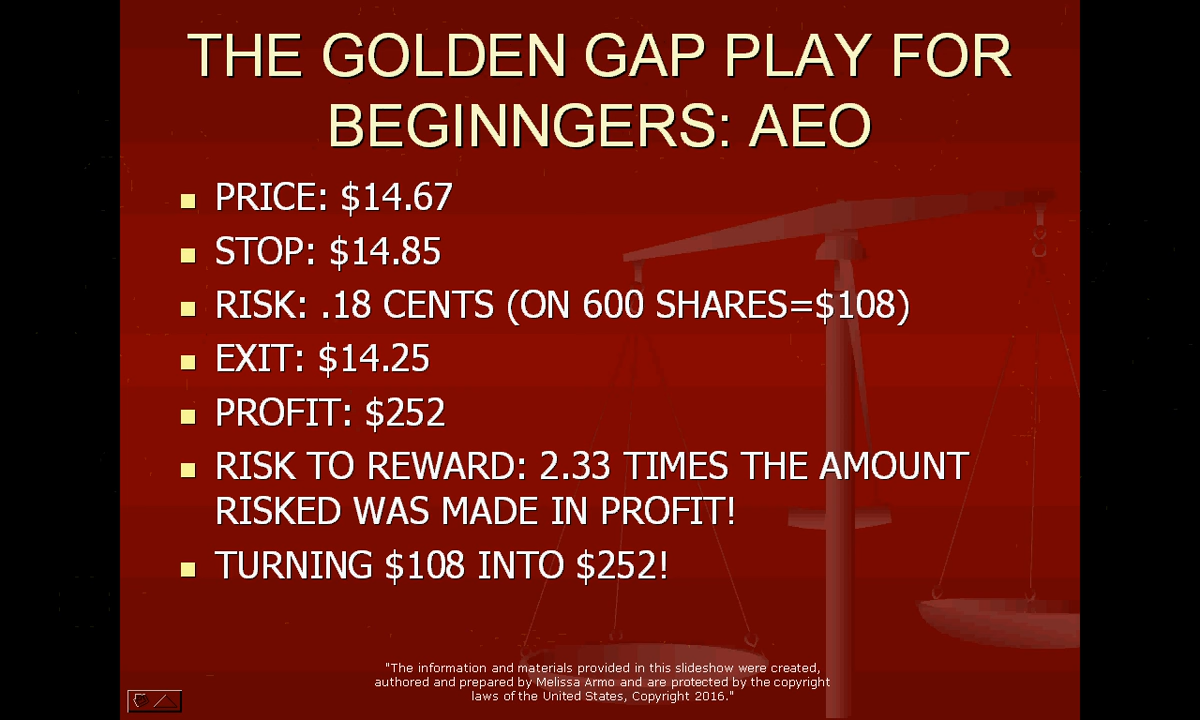 THE GOLDEN GAP PLAY FOR
BEGINNGERS: AEO
PRICE: $14.67
STOP: $14.85
RISK: .18 CENTS (ON 600 SHARES=$108)
EXIT: $14.25
PROFIT: $252
RISK TO REWARD: 2.33 TIMES THE AMOUNT
RISKED WAS MADE IN PROFIT!
TURNING $108 INTO $252!
"The information and materials provided in this slideshow were created,
authored and prepared by Melissa Armo and are protected by the copyright
laws of the United States, Copyright 2016."